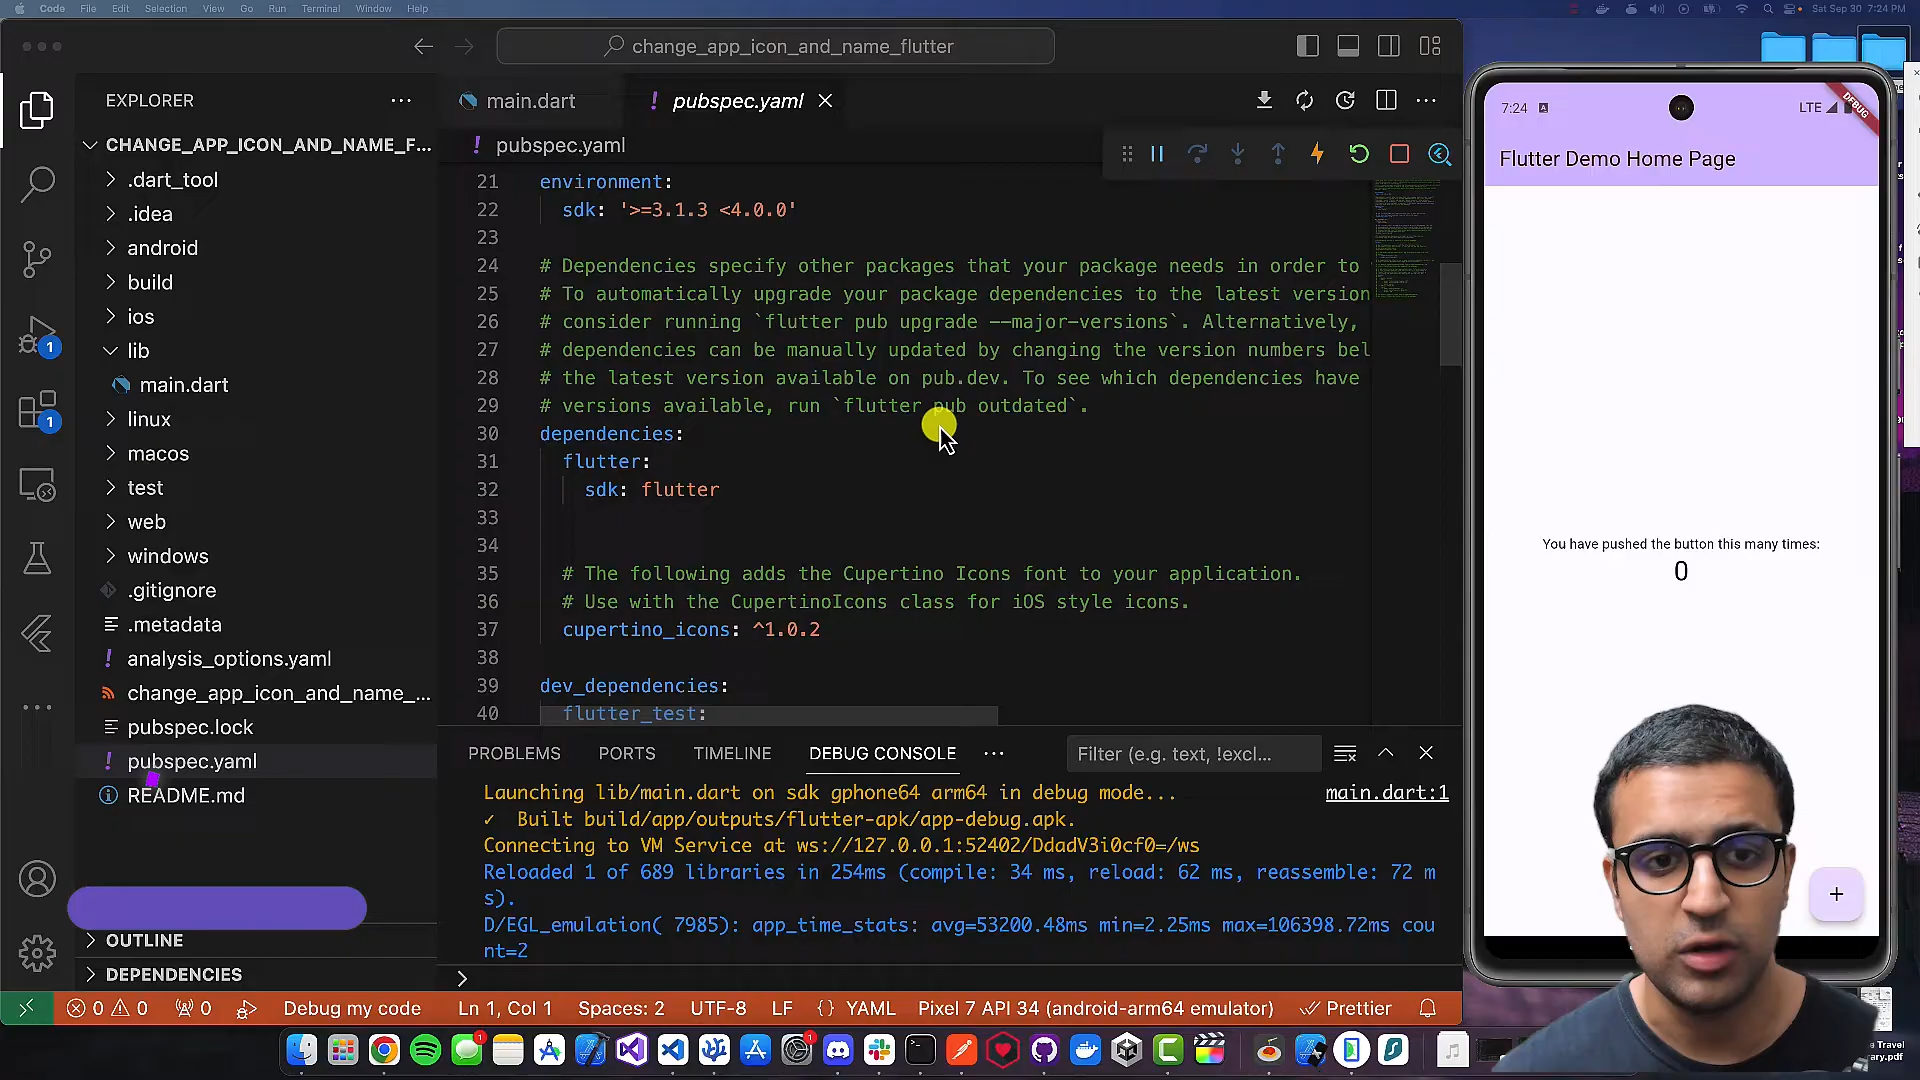 Code File Edit Selection View Go Run Terminal Window Help
Sat Sep 30 7:24 PM
change_app_icon_and_name_flutter
EXPLORER
CHANGE_APP_ICON_AND_NAME_F...
.dart_tool
.idea
android
build
ios
lib
main.dart
linux
macos
test
web
windows
.gitignore
.metadata
analysis_options.yaml
change_app_icon_and_name_...
pubspec.lock
pubspec.yaml
README.md
OUTLINE
DEPENDENCIES
1
1
main.dart
pubspec.yaml
pubspec.yaml
21 environment:
22 sdk: '>=3.1.3 <4.0.0'
23
24 # Dependencies specify other packages that your package needs in order to
25 # To automatically upgrade your package dependencies to the latest version
26 # consider running `flutter pub upgrade --major-versions`. Alternatively,
27 # dependencies can be manually updated by changing the version numbers bel
28 # the latest version available on pub.dev. To see which dependencies have
29 # versions available, run `flutter pub outdated`.
30 dependencies:
31 flutter:
32 sdk: flutter
33
34
35 # The following adds the Cupertino Icons font to your application.
36 # Use with the CupertinoIcons class for iOS style icons.
37 cupertino_icons: ^1.0.2
38
39 dev_dependencies:
40 flutter_test:
PROBLEMS PORTS TIMELINE DEBUG CONSOLE
Filter (e.g. text, !excl...
Launching lib/main.dart on sdk gphone64 arm64 in debug mode...
main.dart:1
✓ Built build/app/outputs/flutter-apk/app-debug.apk.
Connecting to VM Service at ws://127.0.0.1:52402/DdadV3i0cf0=/ws
Reloaded 1 of 689 libraries in 254ms (compile: 34 ms, reload: 62 ms, reassemble: 72 m
s).
D/EGL_emulation( 7985): app_time_stats: avg=53200.48ms min=2.25ms max=106398.72ms cou
nt=2
0 0 0 Debug my code Ln 1, Col 1 Spaces: 2 UTF-8 LF {} YAML Pixel 7 API 34 (android-arm64 emulator) Prettier
7:24
LTE
DEBUG
Flutter Demo Home Page
You have pushed the button this many times:
0
+